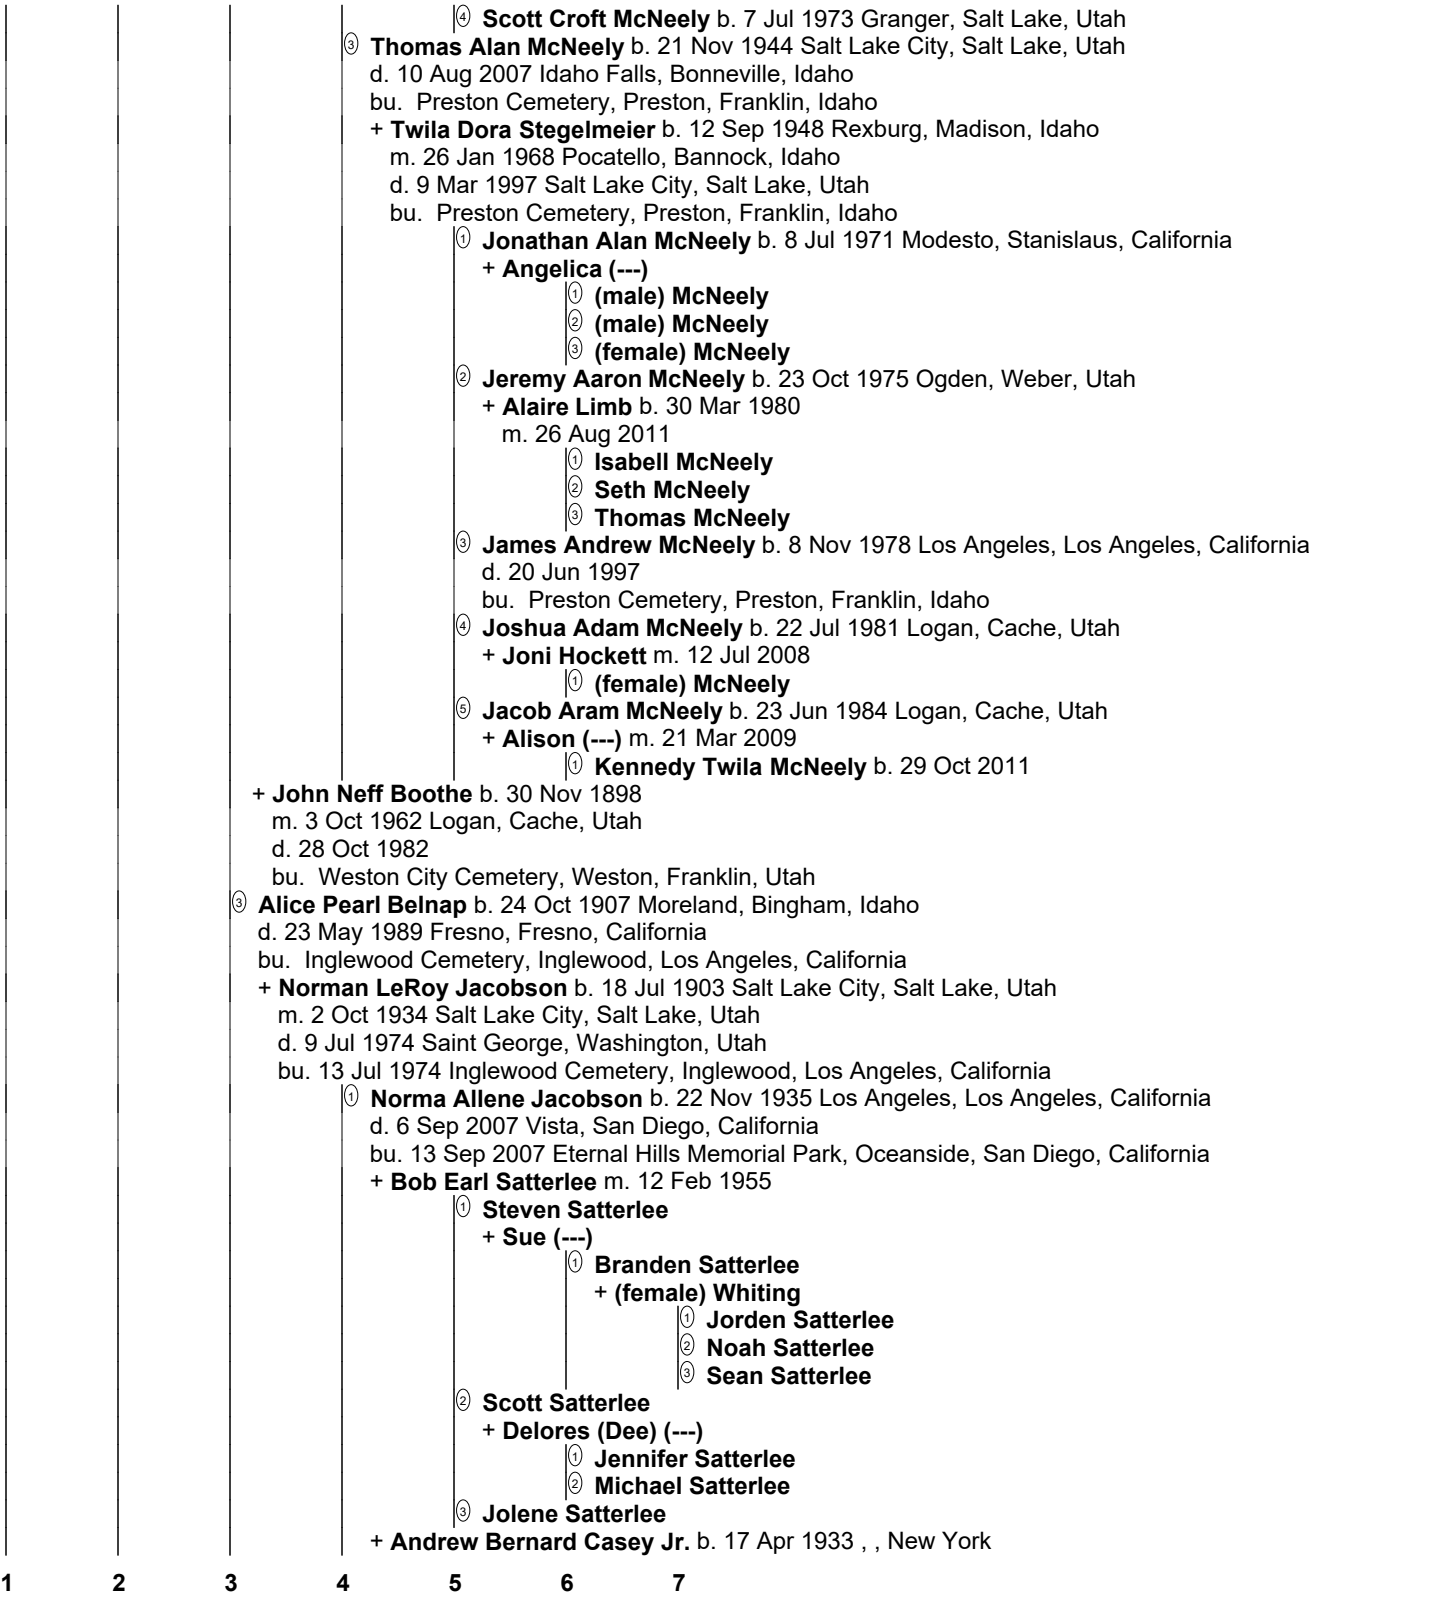 ④ Scott Croft McNeely b. 7 Jul 1973 Granger, Salt Lake, Utah
③ Thomas Alan McNeely b. 21 Nov 1944 Salt Lake City, Salt Lake, Utah
d. 10 Aug 2007 Idaho Falls, Bonneville, Idaho
bu. Preston Cemetery, Preston, Franklin, Idaho
+ Twila Dora Stegelmeier b. 12 Sep 1948 Rexburg, Madison, Idaho
m. 26 Jan 1968 Pocatello, Bannock, Idaho
d. 9 Mar 1997 Salt Lake City, Salt Lake, Utah
bu. Preston Cemetery, Preston, Franklin, Idaho
① Jonathan Alan McNeely b. 8 Jul 1971 Modesto, Stanislaus, California
+ Angelica (---)
① (male) McNeely
② (male) McNeely
③ (female) McNeely
② Jeremy Aaron McNeely b. 23 Oct 1975 Ogden, Weber, Utah
+ Alaire Limb b. 30 Mar 1980
m. 26 Aug 2011
① Isabell McNeely
② Seth McNeely
③ Thomas McNeely
③ James Andrew McNeely b. 8 Nov 1978 Los Angeles, Los Angeles, California
d. 20 Jun 1997
bu. Preston Cemetery, Preston, Franklin, Idaho
④ Joshua Adam McNeely b. 22 Jul 1981 Logan, Cache, Utah
+ Joni Hockett m. 12 Jul 2008
① (female) McNeely
⑤ Jacob Aram McNeely b. 23 Jun 1984 Logan, Cache, Utah
+ Alison (---) m. 21 Mar 2009
① Kennedy Twila McNeely b. 29 Oct 2011
+ John Neff Boothe b. 30 Nov 1898
m. 3 Oct 1962 Logan, Cache, Utah
d. 28 Oct 1982
bu. Weston City Cemetery, Weston, Franklin, Utah
③ Alice Pearl Belnap b. 24 Oct 1907 Moreland, Bingham, Idaho
d. 23 May 1989 Fresno, Fresno, California
bu. Inglewood Cemetery, Inglewood, Los Angeles, California
+ Norman LeRoy Jacobson b. 18 Jul 1903 Salt Lake City, Salt Lake, Utah
m. 2 Oct 1934 Salt Lake City, Salt Lake, Utah
d. 9 Jul 1974 Saint George, Washington, Utah
bu. 13 Jul 1974 Inglewood Cemetery, Inglewood, Los Angeles, California
① Norma Allene Jacobson b. 22 Nov 1935 Los Angeles, Los Angeles, California
d. 6 Sep 2007 Vista, San Diego, California
bu. 13 Sep 2007 Eternal Hills Memorial Park, Oceanside, San Diego, California
+ Bob Earl Satterlee m. 12 Feb 1955
① Steven Satterlee
+ Sue (---)
① Branden Satterlee
+ (female) Whiting
① Jorden Satterlee
② Noah Satterlee
③ Sean Satterlee
② Scott Satterlee
+ Delores (Dee) (---)
① Jennifer Satterlee
② Michael Satterlee
③ Jolene Satterlee
+ Andrew Bernard Casey Jr. b. 17 Apr 1933 , , New York
1 2 3 4 5 6 7